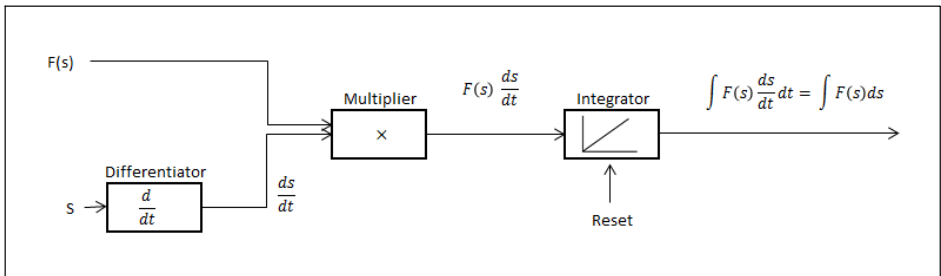 F(s)
Multiplier
×
F(s) ds/dt
Integrator
∫ F(s) ds/dt dt = ∫ F(s)ds
Differentiator
S
d/dt
ds/dt
Reset